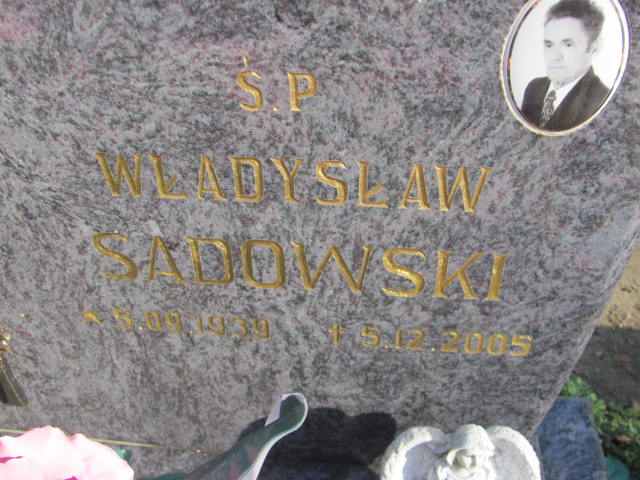 Ś.P
WŁADYSŁAW
SADOWSKI
* 5.09.1939 † 5.12.2005